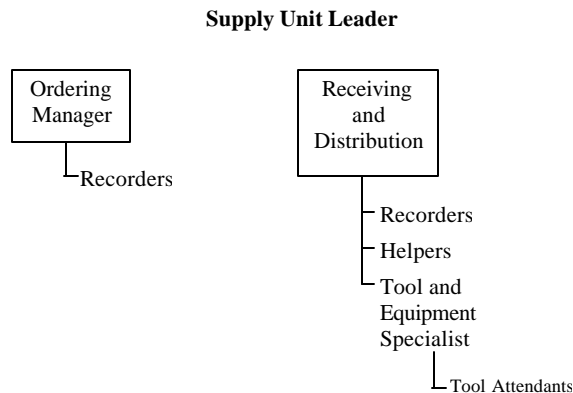 Supply Unit Leader
Ordering
Manager
Recorders
Receiving
and
Distribution
Recorders
Helpers
Tool and
Equipment
Specialist
Tool Attendants